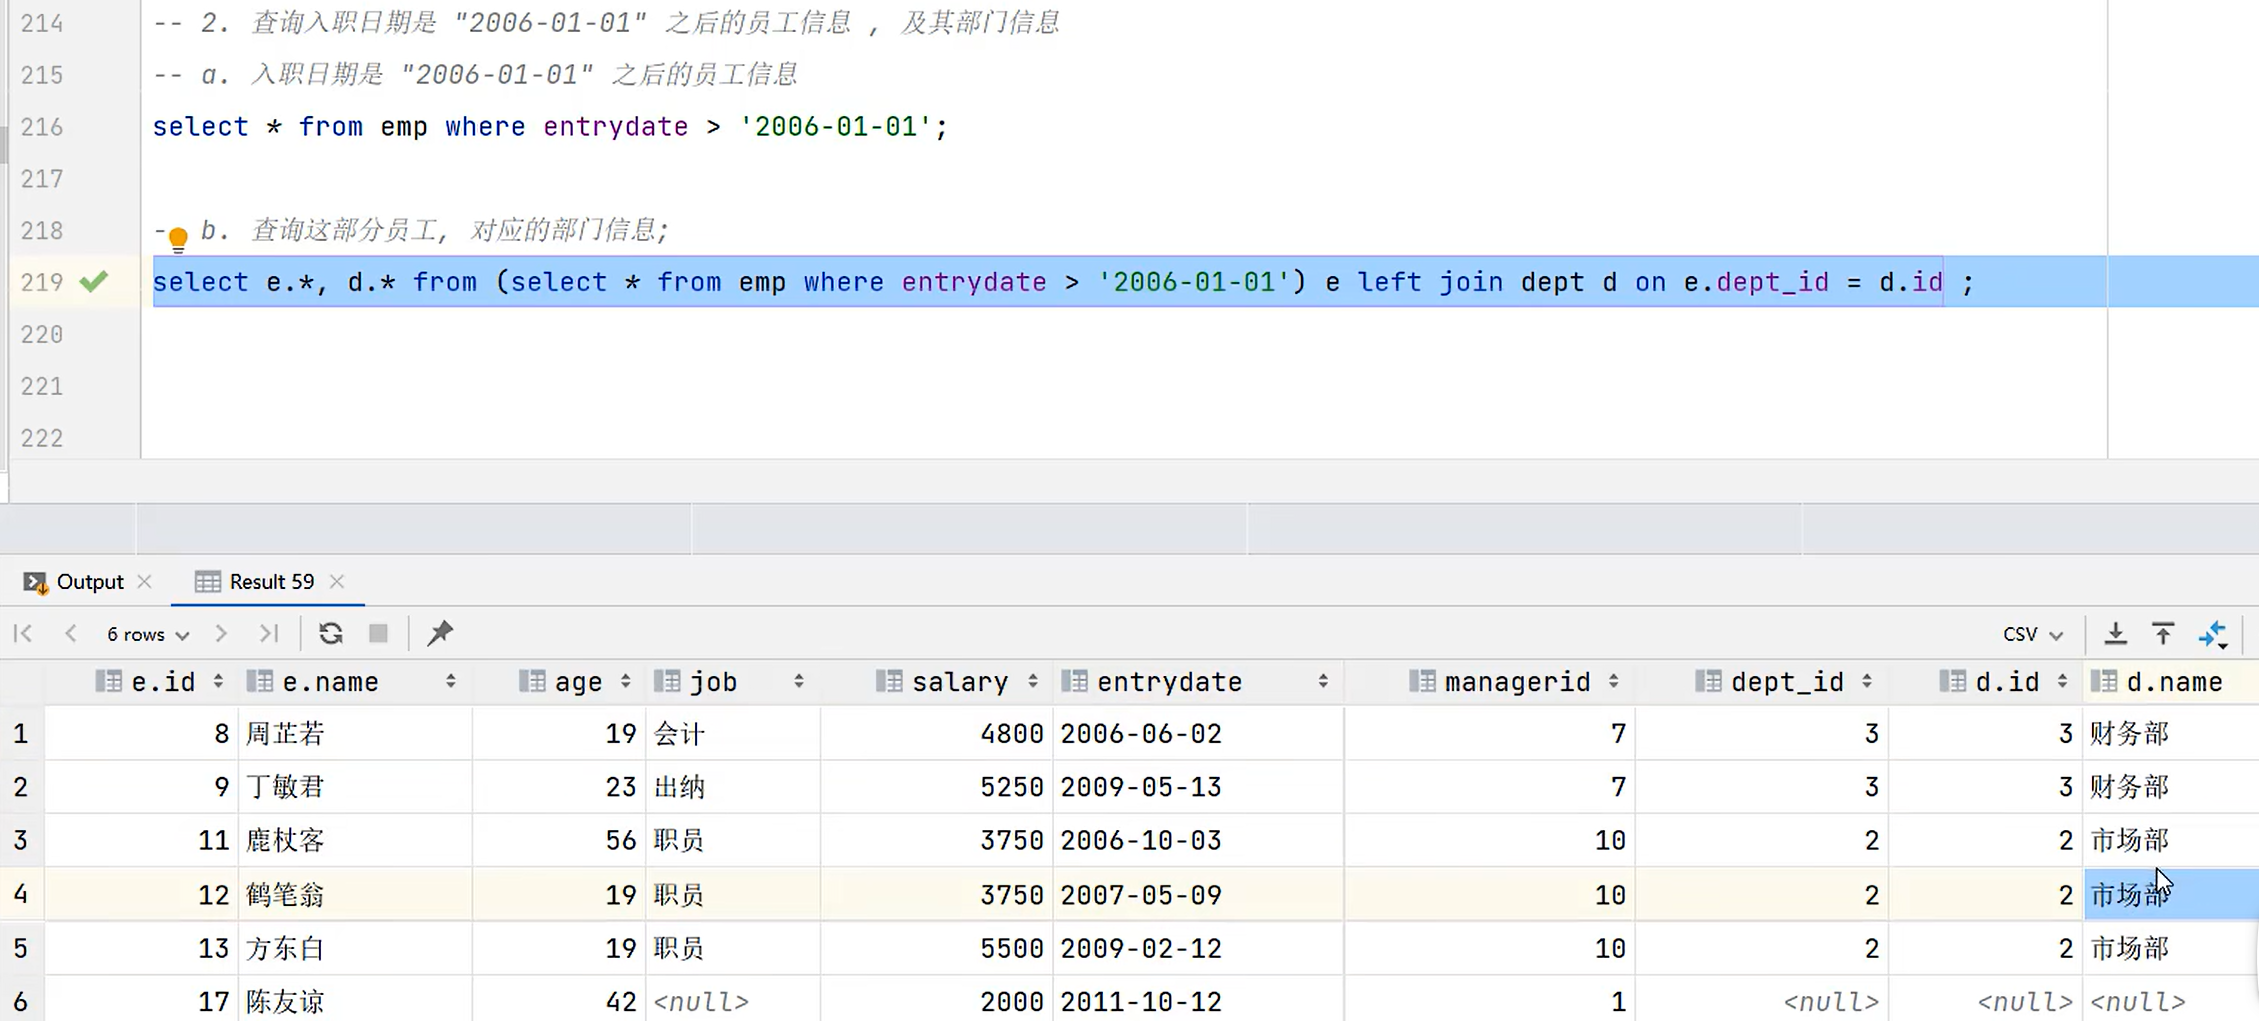 214 -- 2. 查询入职日期是 "2006-01-01" 之后的员工信息 , 及其部门信息
215 -- a. 入职日期是 "2006-01-01" 之后的员工信息
216 select * from emp where entrydate > '2006-01-01';
217
218 - b. 查询这部分员工, 对应的部门信息;
219 select e.*, d.* from (select * from emp where entrydate > '2006-01-01') e left join dept d on e.dept_id = d.id ;
220
221
222
Output Result 59
6 rows CSV
e.id e.name age job salary entrydate managerid dept_id d.id d.name
1 8 周芷若 19 会计 4800 2006-06-02 7 3 3 财务部
2 9 丁敏君 23 出纳 5250 2009-05-13 7 3 3 财务部
3 11 鹿杖客 56 职员 3750 2006-10-03 10 2 2 市场部
4 12 鹤笔翁 19 职员 3750 2007-05-09 10 2 2 市场部
5 13 方东白 19 职员 5500 2009-02-12 10 2 2 市场部
6 17 陈友谅 42 <null> 2000 2011-10-12 1 <null> <null> <null>